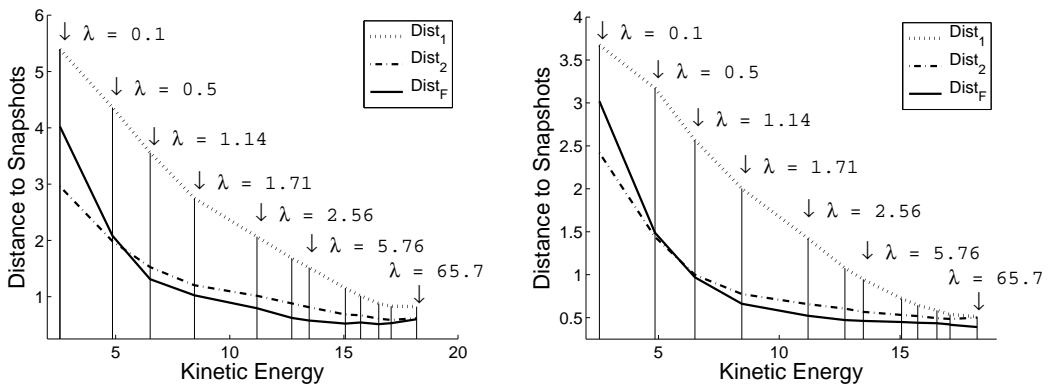 6
5
4
3
2
1
5
10
15
20
Distance to Snapshots
Kinetic Energy
λ = 0.1
λ = 0.5
λ = 1.14
λ = 1.71
λ = 2.56
λ = 5.76
λ = 65.7
Dist1
Dist2
DistF
4
3.5
3
2.5
2
1.5
1
0.5
5
10
15
Distance to Snapshots
Kinetic Energy
λ = 0.1
λ = 0.5
λ = 1.14
λ = 1.71
λ = 2.56
λ = 5.76
λ = 65.7
Dist1
Dist2
DistF